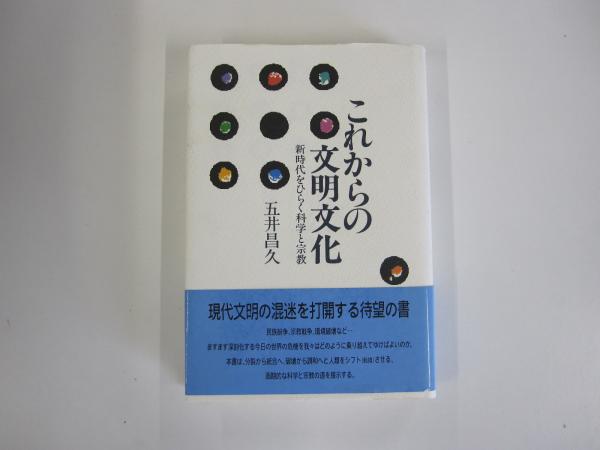 これからの
文明文化
新時代をひらく科学と宗教
五井昌久
現代文明の混迷を打開する待望の書
民族紛争、宗教戦争、環境破壊など…
ますます深刻化する今日の世界の危機を我々はどのように乗り越えてゆけばよいのか。
本書は、分裂から統合へ、破壊から調和へと人類をシフト(転換)させる、
画期的な科学と宗教の道を提示する。